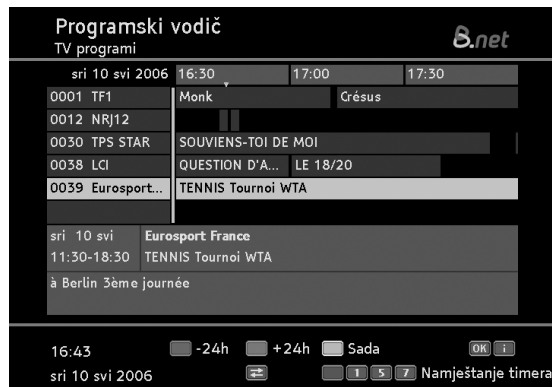 Programski vodič
TV programi
B.net
sri 10 svi 2006 16:30 17:00 17:30
0001 TF1 Monk Crésus
0012 NRJ12
0030 TPS STAR SOUVIENS-TOI DE MOI
0038 LCI QUESTION D'A... LE 18/20
0039 Eurosport... TENNIS Tournoi WTA
sri 10 svi Eurosport France
11:30-18:30 TENNIS Tournoi WTA
à Berlin 3ème journée
16:43 -24h +24h Sada OK i
sri 10 svi 2006 1 5 7 Namještanje timera